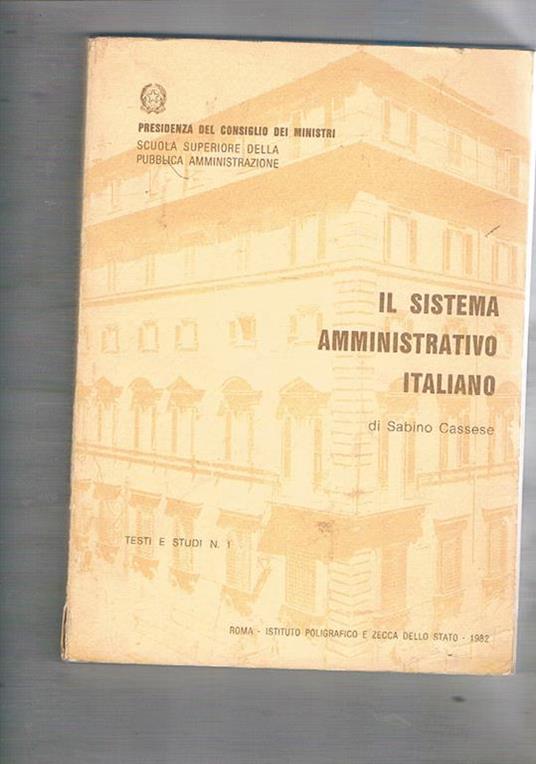 PRESIDENZA DEL CONSIGLIO DEI MINISTRI
SCUOLA SUPERIORE DELLA
PUBBLICA AMMINISTRAZIONE
IL SISTEMA
AMMINISTRATIVO
ITALIANO
di Sabino Cassese
TESTI E STUDI N. 1
ROMA - ISTITUTO POLIGRAFICO E ZECCA DELLO STATO - 1982